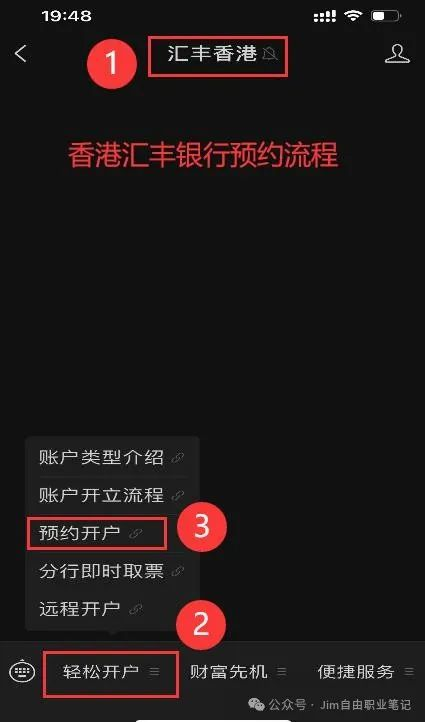 19:48
1
汇丰香港
香港汇丰银行预约流程
账户类型介绍
账户开立流程
预约开户
3
分行即时取票
远程开户
2
轻松开户
财富先机
便捷服务
公众号 · Jim自由职业笔记